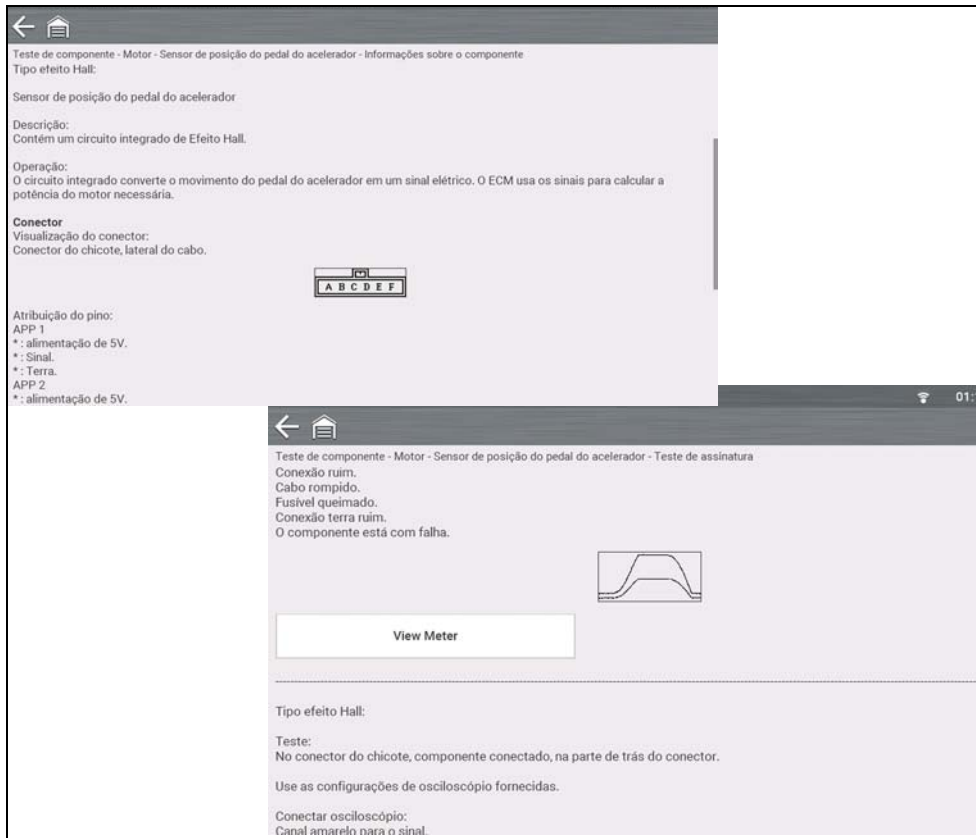 Teste de componente - Motor - Sensor de posição do pedal do acelerador - Informações sobre o componente
Tipo efeito Hall:
Sensor de posição do pedal do acelerador
Descrição:
Contém um circuito integrado de Efeito Hall.
Operação:
O circuito integrado converte o movimento do pedal do acelerador em um sinal elétrico. O ECM usa os sinais para calcular a
potência do motor necessária.
Conector
Visualização do conector:
Conector do chicote, lateral do cabo.
A B C D E F
Atribuição do pino:
APP 1
* : alimentação de 5V.
* : Sinal.
* : Terra.
APP 2
* : alimentação de 5V.
01:
Teste de componente - Motor - Sensor de posição do pedal do acelerador - Teste de assinatura
Conexão ruim.
Cabo rompido.
Fusível queimado.
Conexão terra ruim.
O componente está com falha.
View Meter
Tipo efeito Hall:
Teste:
No conector do chicote, componente conectado, na parte de trás do conector.
Use as configurações de osciloscópio fornecidas.
Conectar osciloscópio:
Canal amarelo para o sinal.